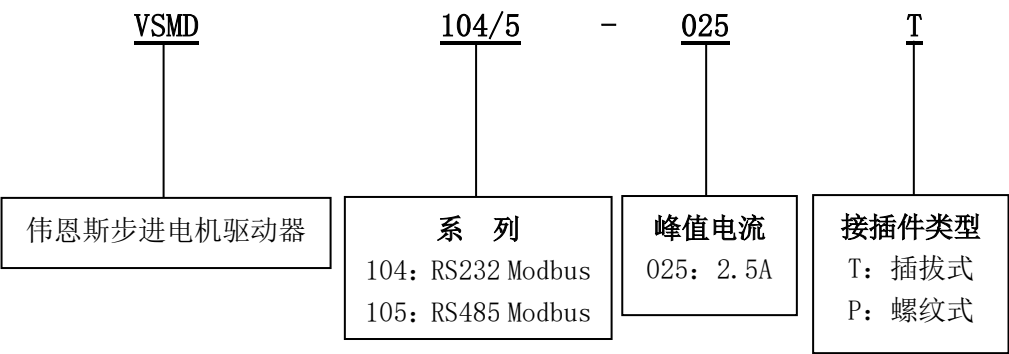 VSMD 104/5 - 025 T
伟恩斯步进电机驱动器
系 列
104：RS232 Modbus
105：RS485 Modbus
峰值电流
025：2.5A
接插件类型
T：插拔式
P：螺纹式